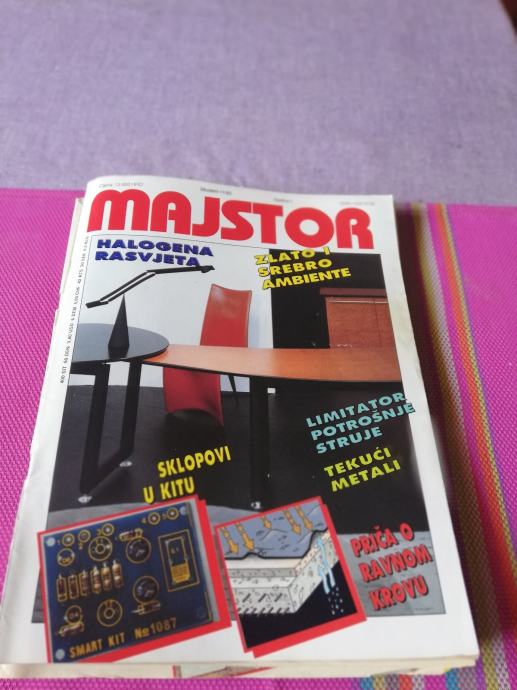 MAJSTOR
HALOGENA
RASVJETA
ZLATO I
SREBRO
AMBIENTE
LIMITATOR
POTROŠNJE
STRUJE
TEKUĆI
METALI
SKLOPOVI
U KITU
PRIČA O
RAVNOM
KROVU
SMART KIT No 1087